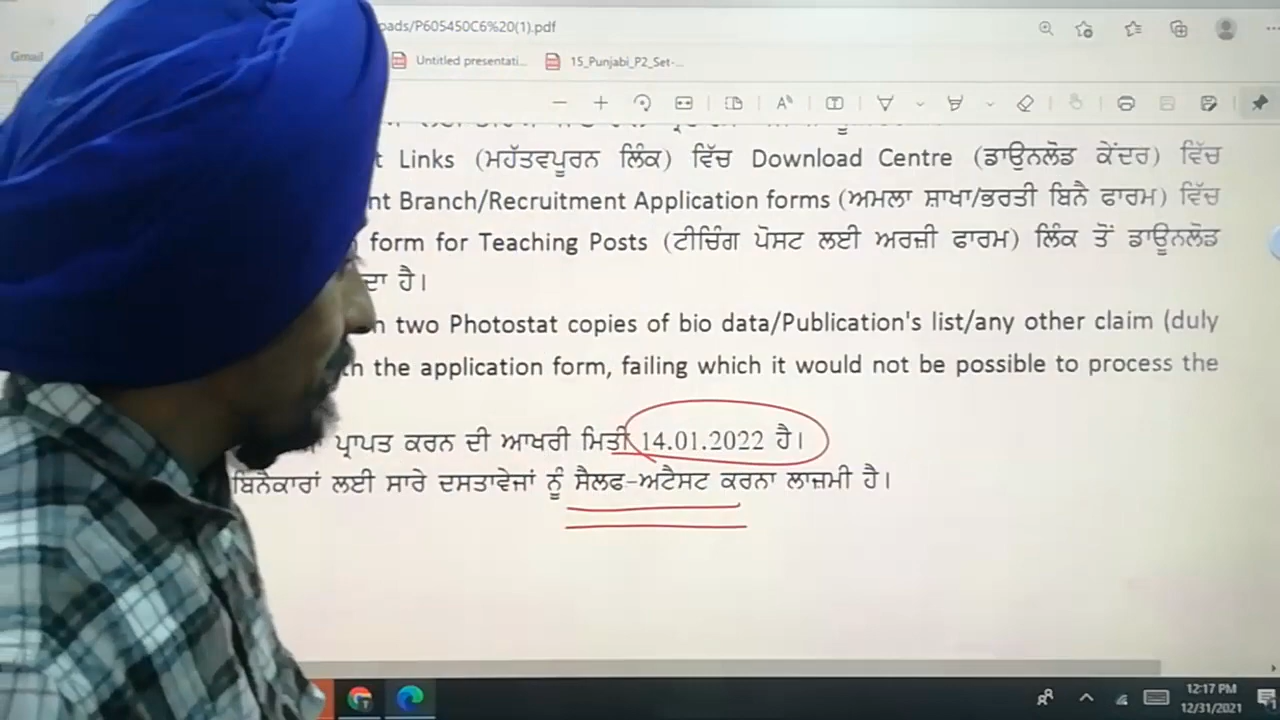 oads/P605450C6%20(1).pdf
Gmail
Untitled presentati...
15_Punjabi_P2_Set-...
t Links (ਮਹੱਤਵਪੂਰਨ ਲਿੰਕ) ਵਿੱਚ Download Centre (ਡਾਉਨਲੋਡ ਕੇਂਦਰ) ਵਿੱਚ
nt Branch/Recruitment Application forms (ਅਮਲਾ ਸ਼ਾਖਾ/ਭਰਤੀ ਬਿਨੈ ਫਾਰਮ) ਵਿੱਚ
form for Teaching Posts (ਟੀਚਿੰਗ ਪੋਸਟ ਲਈ ਅਰਜ਼ੀ ਫਾਰਮ) ਲਿੰਕ ਤੋਂ ਡਾਊਨਲੋਡ
ਦਾ ਹੈ।
two Photostat copies of bio data/Publication's list/any other claim (duly
the application form, failing which it would not be possible to process the
ਪ੍ਰਾਪਤ ਕਰਨ ਦੀ ਆਖਰੀ ਮਿਤੀ 14.01.2022 ਹੈ।
ਬਿਨੈਕਾਰਾਂ ਲਈ ਸਾਰੇ ਦਸਤਾਵੇਜਾਂ ਨੂੰ ਸੈਲਫ-ਅਟੈਸਟ ਕਰਨਾ ਲਾਜ਼ਮੀ ਹੈ।
12:17 PM
12/31/2021